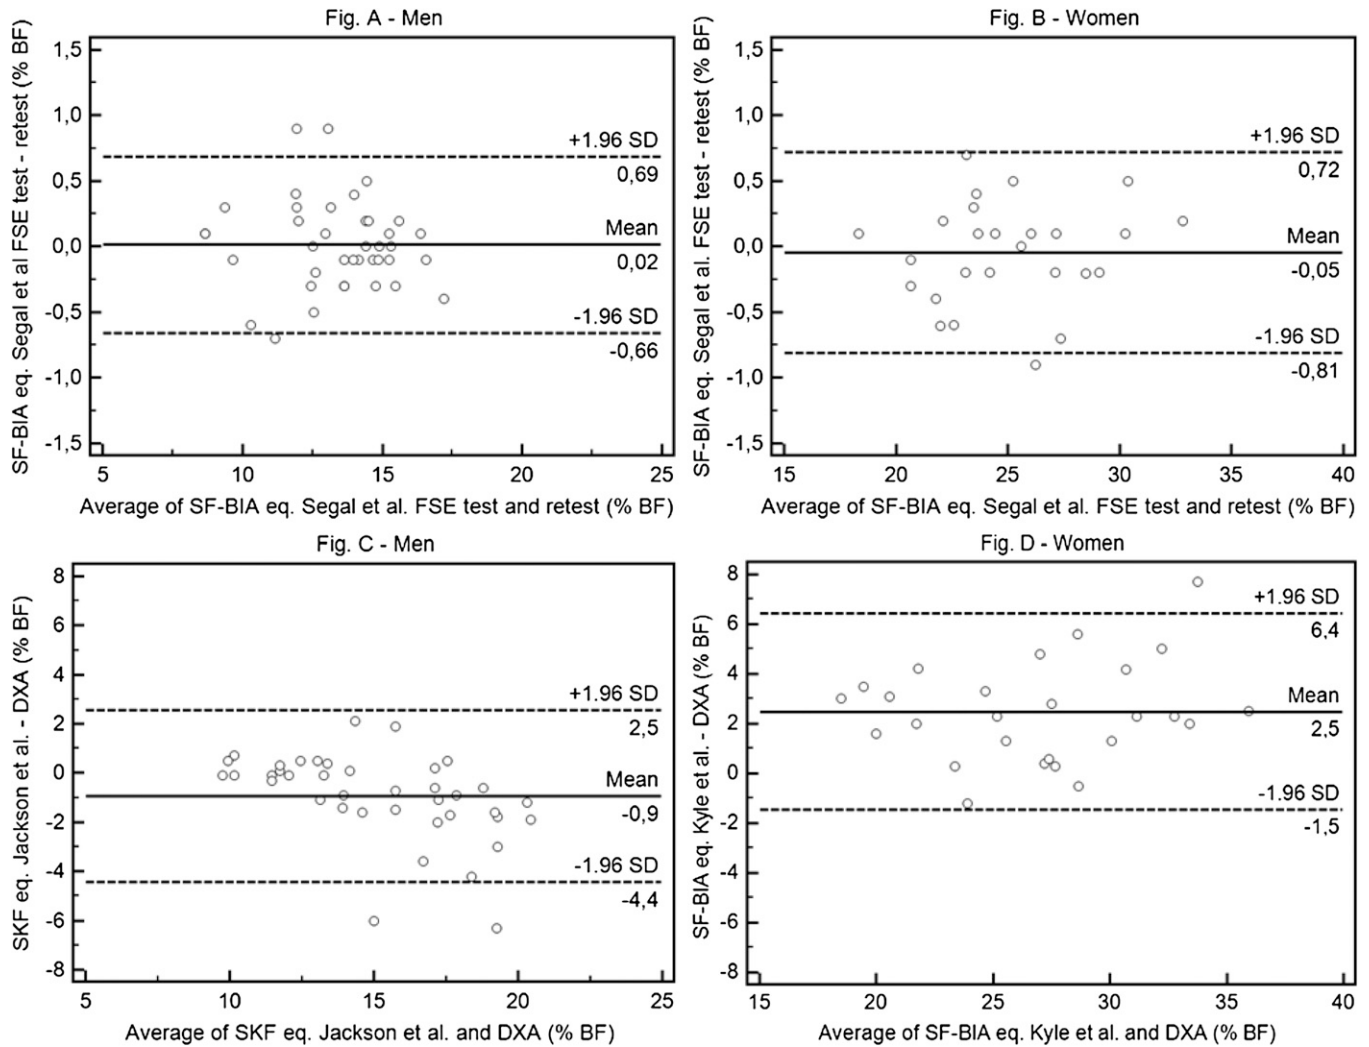 Fig. A - Men
SF-BIA eq. Segal et al FSE test - retest (% BF)
1,5
1,0
0,5
0,0
-0,5
-1,0
-1,5
+1.96 SD
0,69
Mean
0,02
-1.96 SD
-0,66
5 10 15 20 25
Average of SF-BIA eq. Segal et al. FSE test and retest (% BF)
Fig. B - Women
SF-BIA eq. Segal et al. FSE test - retest (% BF)
1,5
1,0
0,5
0,0
-0,5
-1,0
-1,5
+1.96 SD
0,72
Mean
-0,05
-1.96 SD
-0,81
15 20 25 30 35 40
Average of SF-BIA eq. Segal et al. FSE test and retest (% BF)
Fig. C - Men
SKF eq. Jackson et al. - DXA (% BF)
8
6
4
2
0
-2
-4
-6
-8
+1.96 SD
2,5
Mean
-0,9
-1.96 SD
-4,4
5 10 15 20 25
Average of SKF eq. Jackson et al. and DXA (% BF)
Fig. D - Women
SF-BIA eq. Kyle et al. - DXA (% BF)
8
6
4
2
0
-2
-4
-6
-8
+1.96 SD
6,4
Mean
2,5
-1.96 SD
-1,5
15 20 25 30 35 40
Average of SF-BIA eq. Kyle et al. and DXA (% BF)